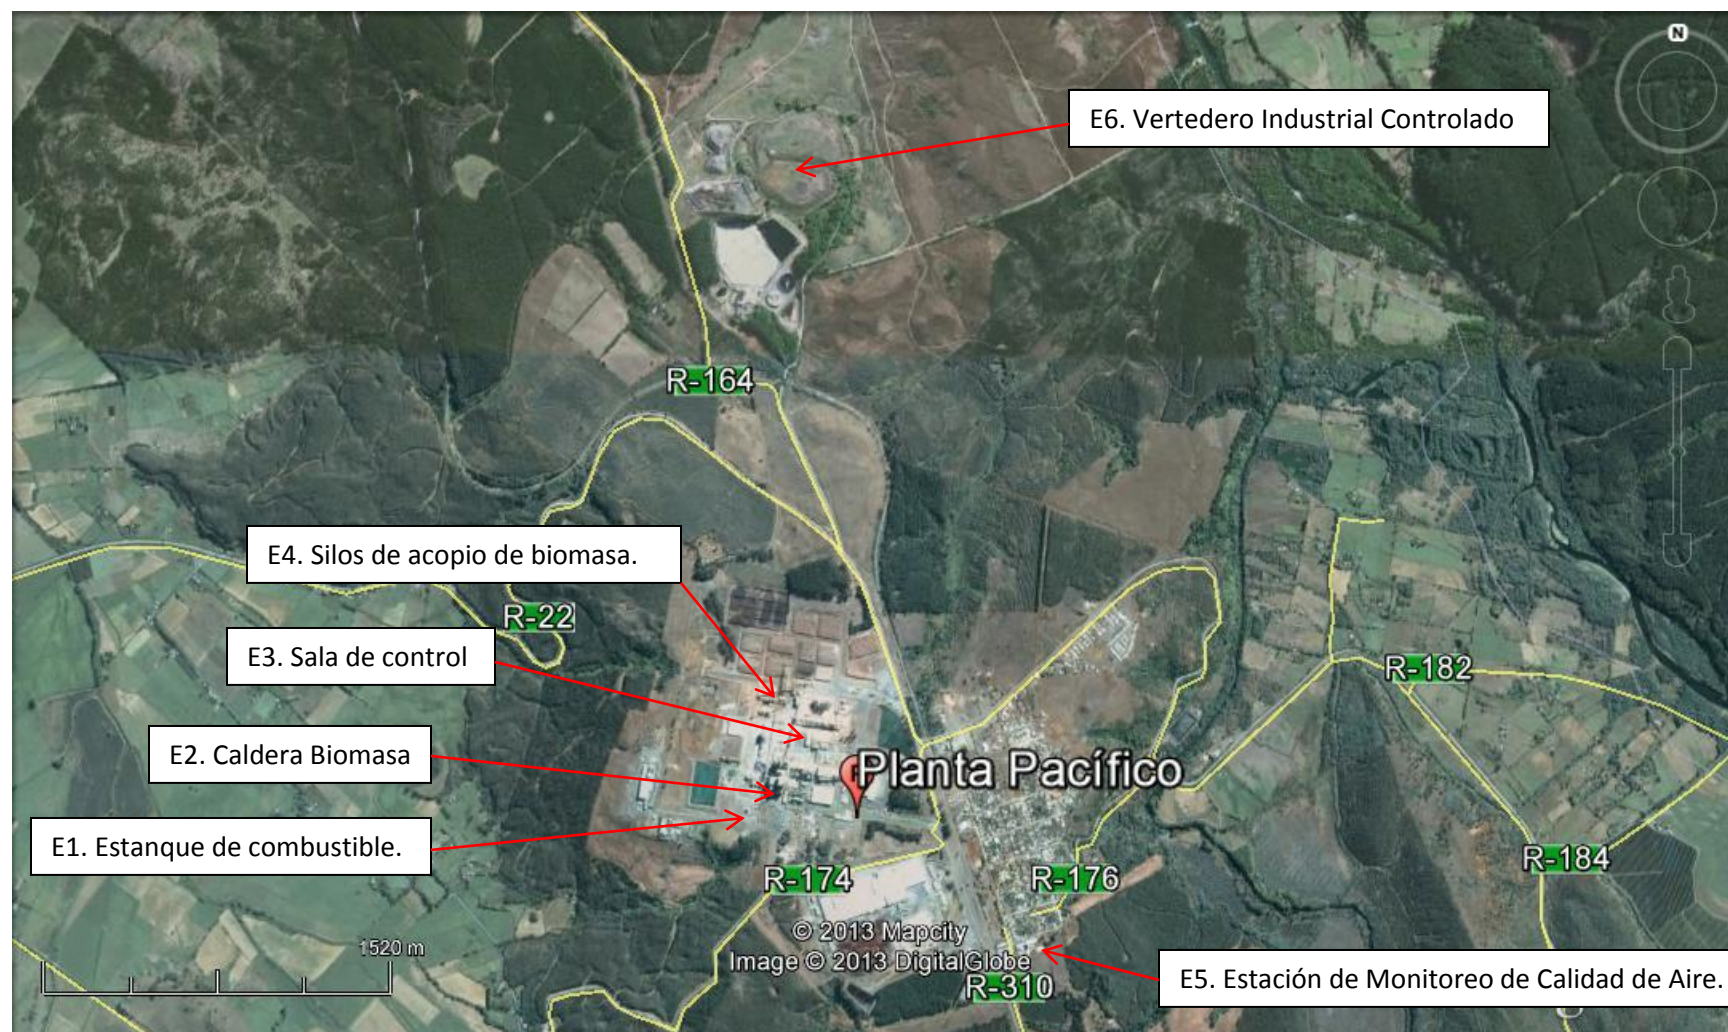 N
E6. Vertedero Industrial Controlado
R-164
E4. Silos de acopio de biomasa.
R-22
E3. Sala de control
R-182
E2. Caldera Biomasa
Planta Pacífico
E1. Estanque de combustible.
R-184
R-174
R-176
© 2013 Mapcity
1520 m
Image © 2013 DigitalGlobe
E5. Estación de Monitoreo de Calidad de Aire.
R-310